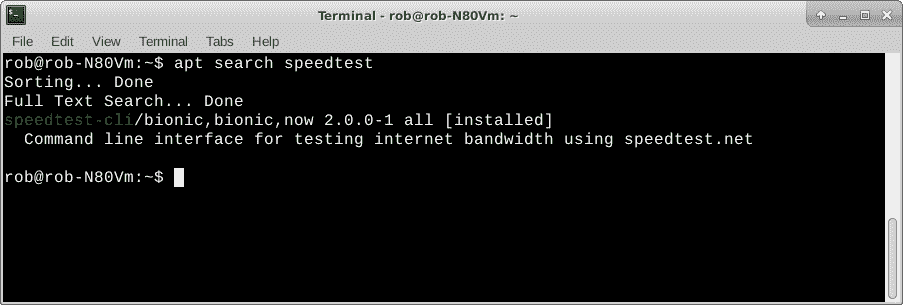 Terminal - rob@rob-N80Vm: ~
File Edit View Terminal Tabs Help
rob@rob-N80Vm:~$ apt search speedtest
Sorting... Done
Full Text Search... Done
speedtest-cli/bionic,bionic,now 2.0.0-1 all [installed]
  Command line interface for testing internet bandwidth using speedtest.net
rob@rob-N80Vm:~$